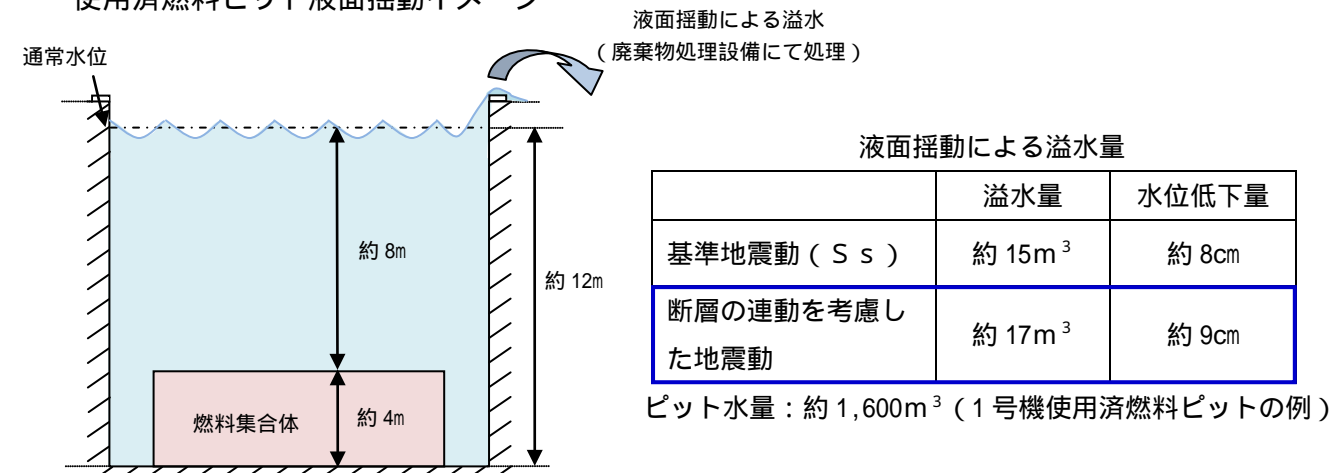 使用済燃料ピット液面揺動イメージ
液面揺動による溢水
(廃棄物処理設備にて処理)
通常水位
約 8m
約 12m
燃料集合体
約 4m
液面揺動による溢水量
溢水量 水位低下量
基準地震動(Ss) 約 15m³ 約 8cm
断層の連動を考慮し
た地震動 約 17m³ 約 9cm
ピット水量:約 1,600m³(1号機使用済燃料ピットの例)